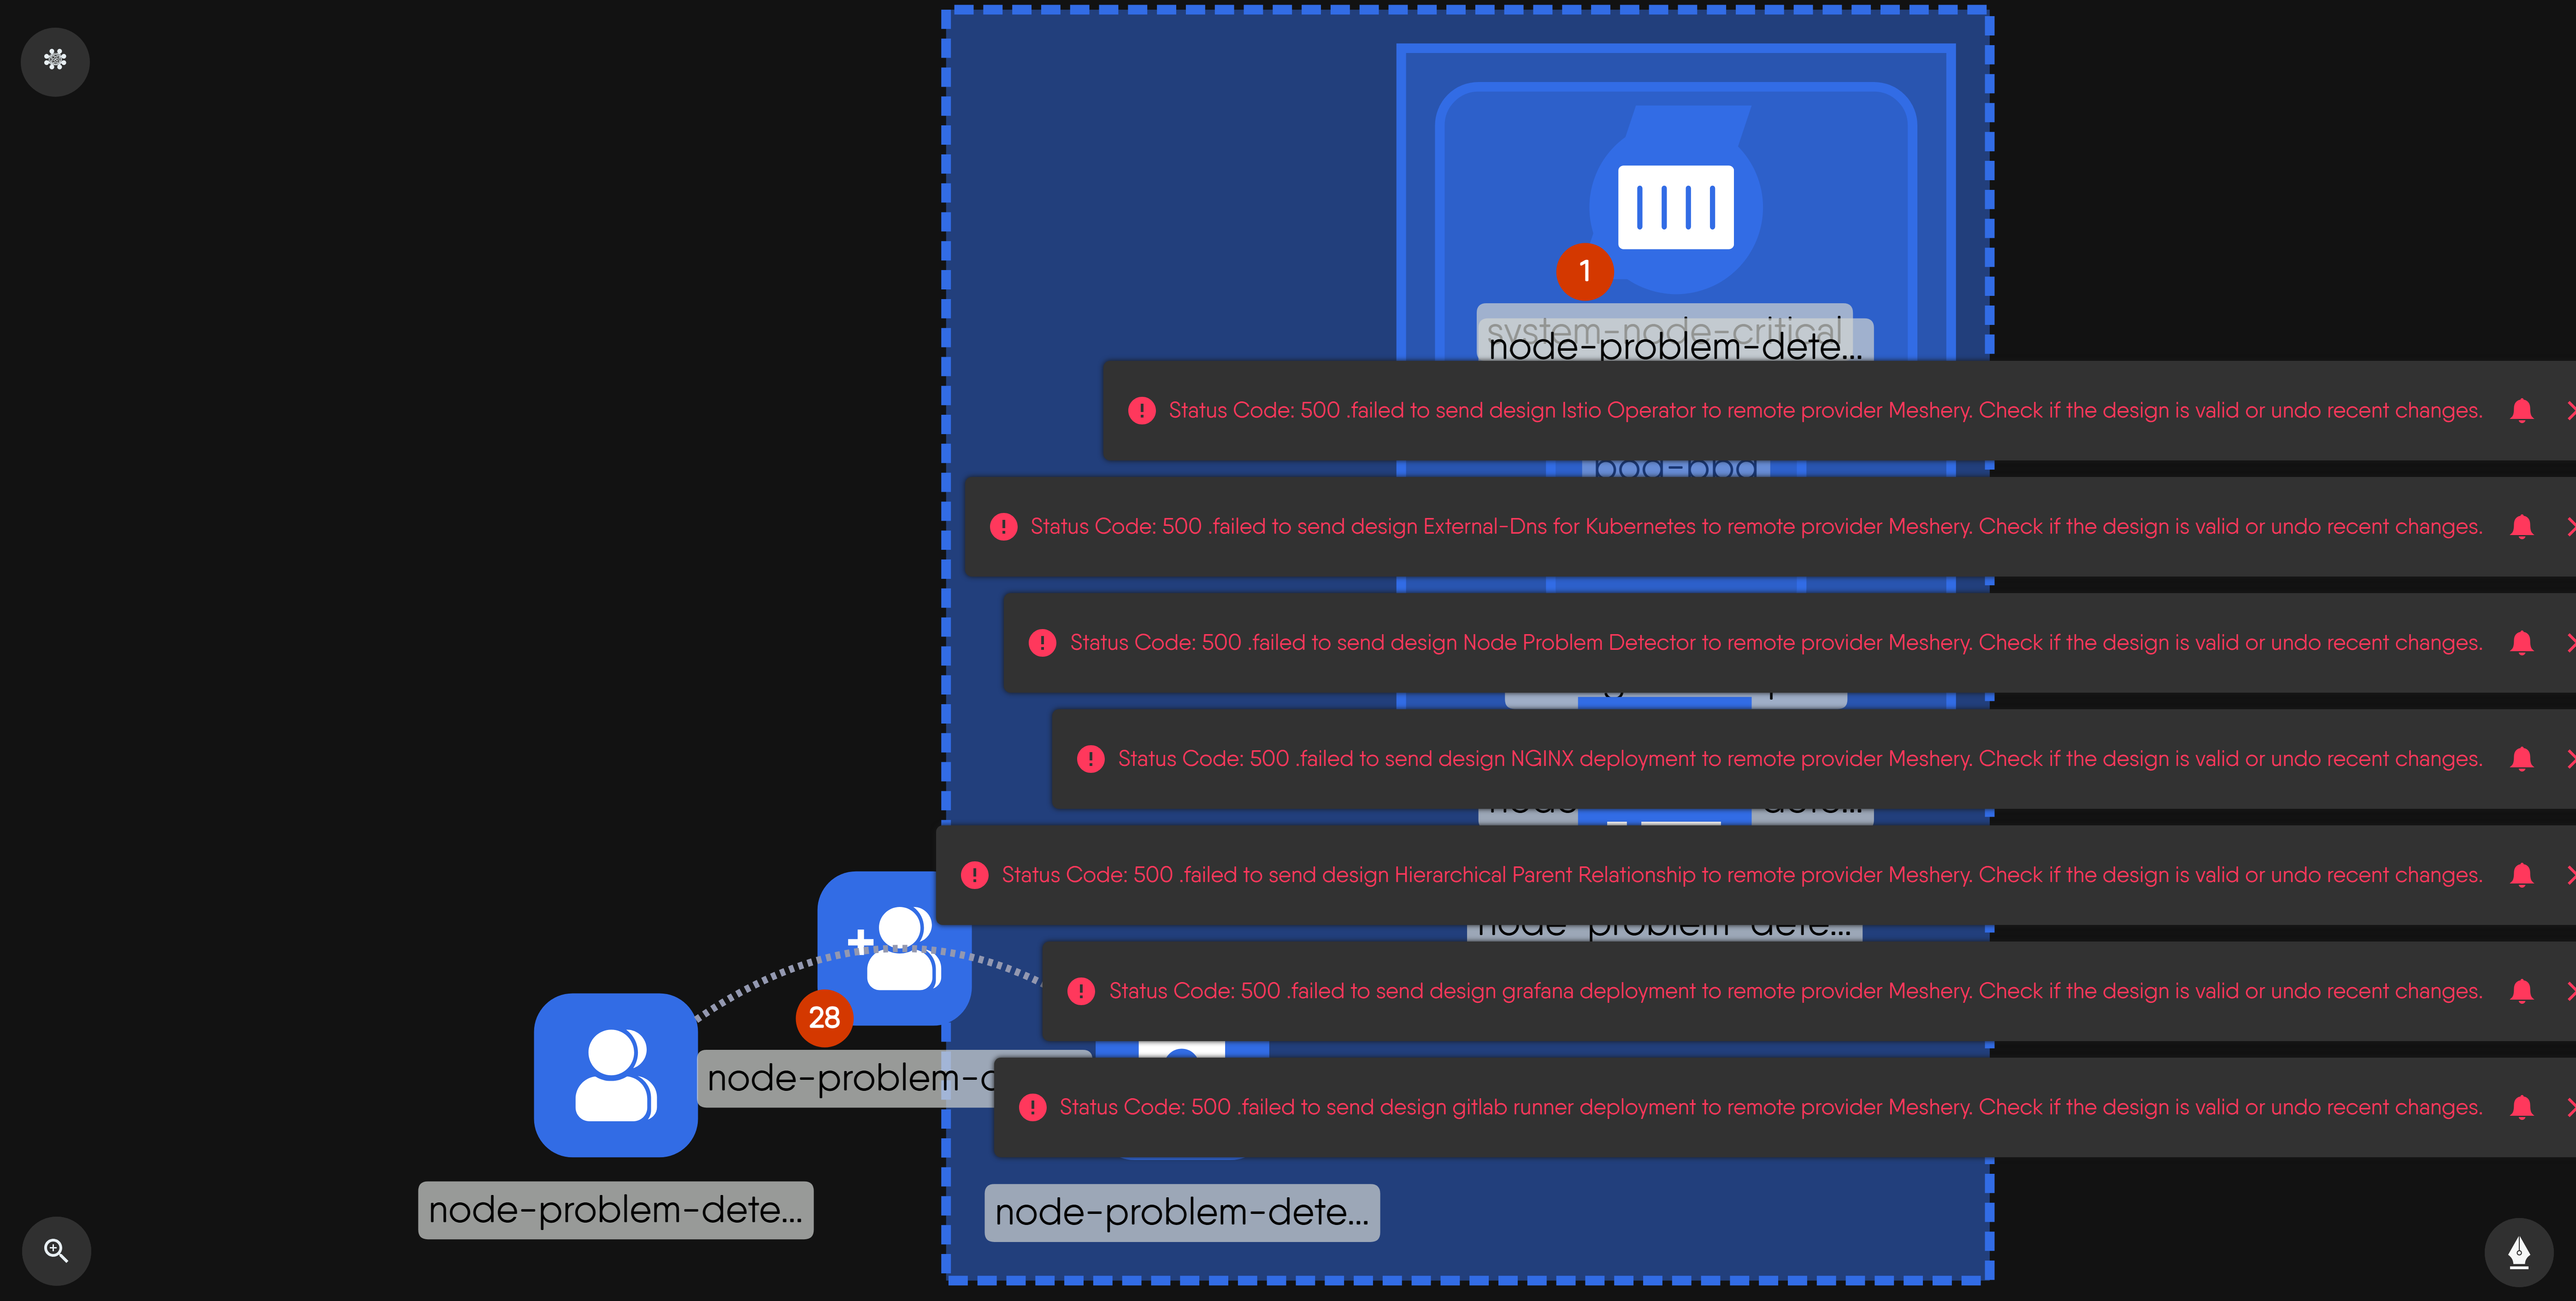 1
system-node-critical
node-problem-dete...
Status Code: 500 .failed to send design Istio Operator to remote provider Meshery. Check if the design is valid or undo recent changes.
Status Code: 500 .failed to send design External-Dns for Kubernetes to remote provider Meshery. Check if the design is valid or undo recent changes.
Status Code: 500 .failed to send design Node Problem Detector to remote provider Meshery. Check if the design is valid or undo recent changes.
Status Code: 500 .failed to send design NGINX deployment to remote provider Meshery. Check if the design is valid or undo recent changes.
Status Code: 500 .failed to send design Hierarchical Parent Relationship to remote provider Meshery. Check if the design is valid or undo recent changes.
node-problem-dete...
Status Code: 500 .failed to send design grafana deployment to remote provider Meshery. Check if the design is valid or undo recent changes.
28
node-problem-
Status Code: 500 .failed to send design gitlab runner deployment to remote provider Meshery. Check if the design is valid or undo recent changes.
node-problem-dete...
node-problem-dete...